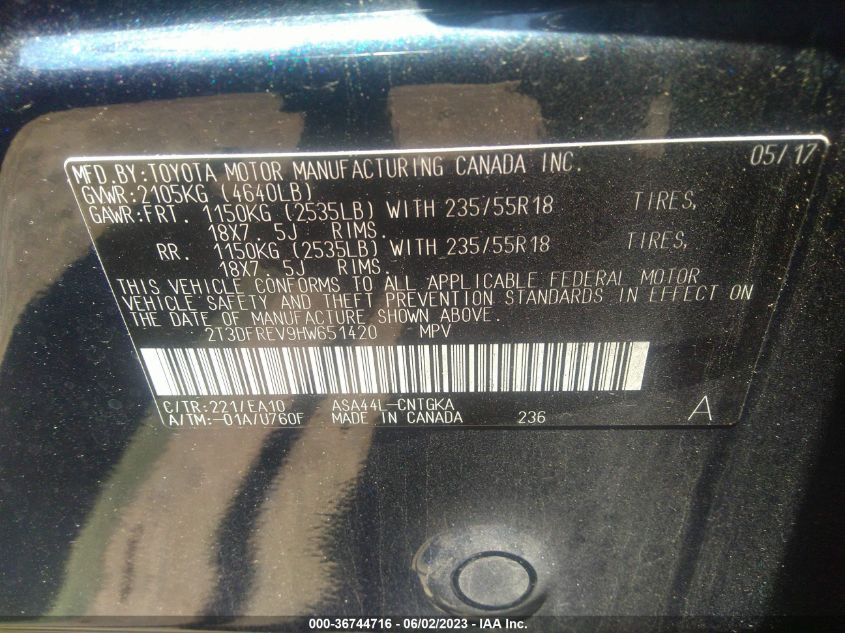 MFD.BY:TOYOTA MOTOR MANUFACTURING CANADA INC. 05/17
GVWR:2105KG (4640LB)
GAWR:FRT. 1150KG (2535LB) WITH 235/55R18 TIRES,
18X7. 5J RIMS.
RR. 1150KG (2535LB) WITH 235/55R18 TIRES,
18X7. 5J RIMS.
THIS VEHICLE CONFORMS TO ALL APPLICABLE FEDERAL MOTOR
VEHICLE SAFETY AND THEFT PREVENTION STANDARDS IN EFFECT ON
THE DATE OF MANUFACTURE SHOWN ABOVE.
2T3DFREV9HW651420 MPV
C/TR:221/EA10 ASA44L-CNTGKA
A/TM:-01A/U760F MADE IN CANADA 236 A
000-36744716 - 06/02/2023 - IAA Inc.